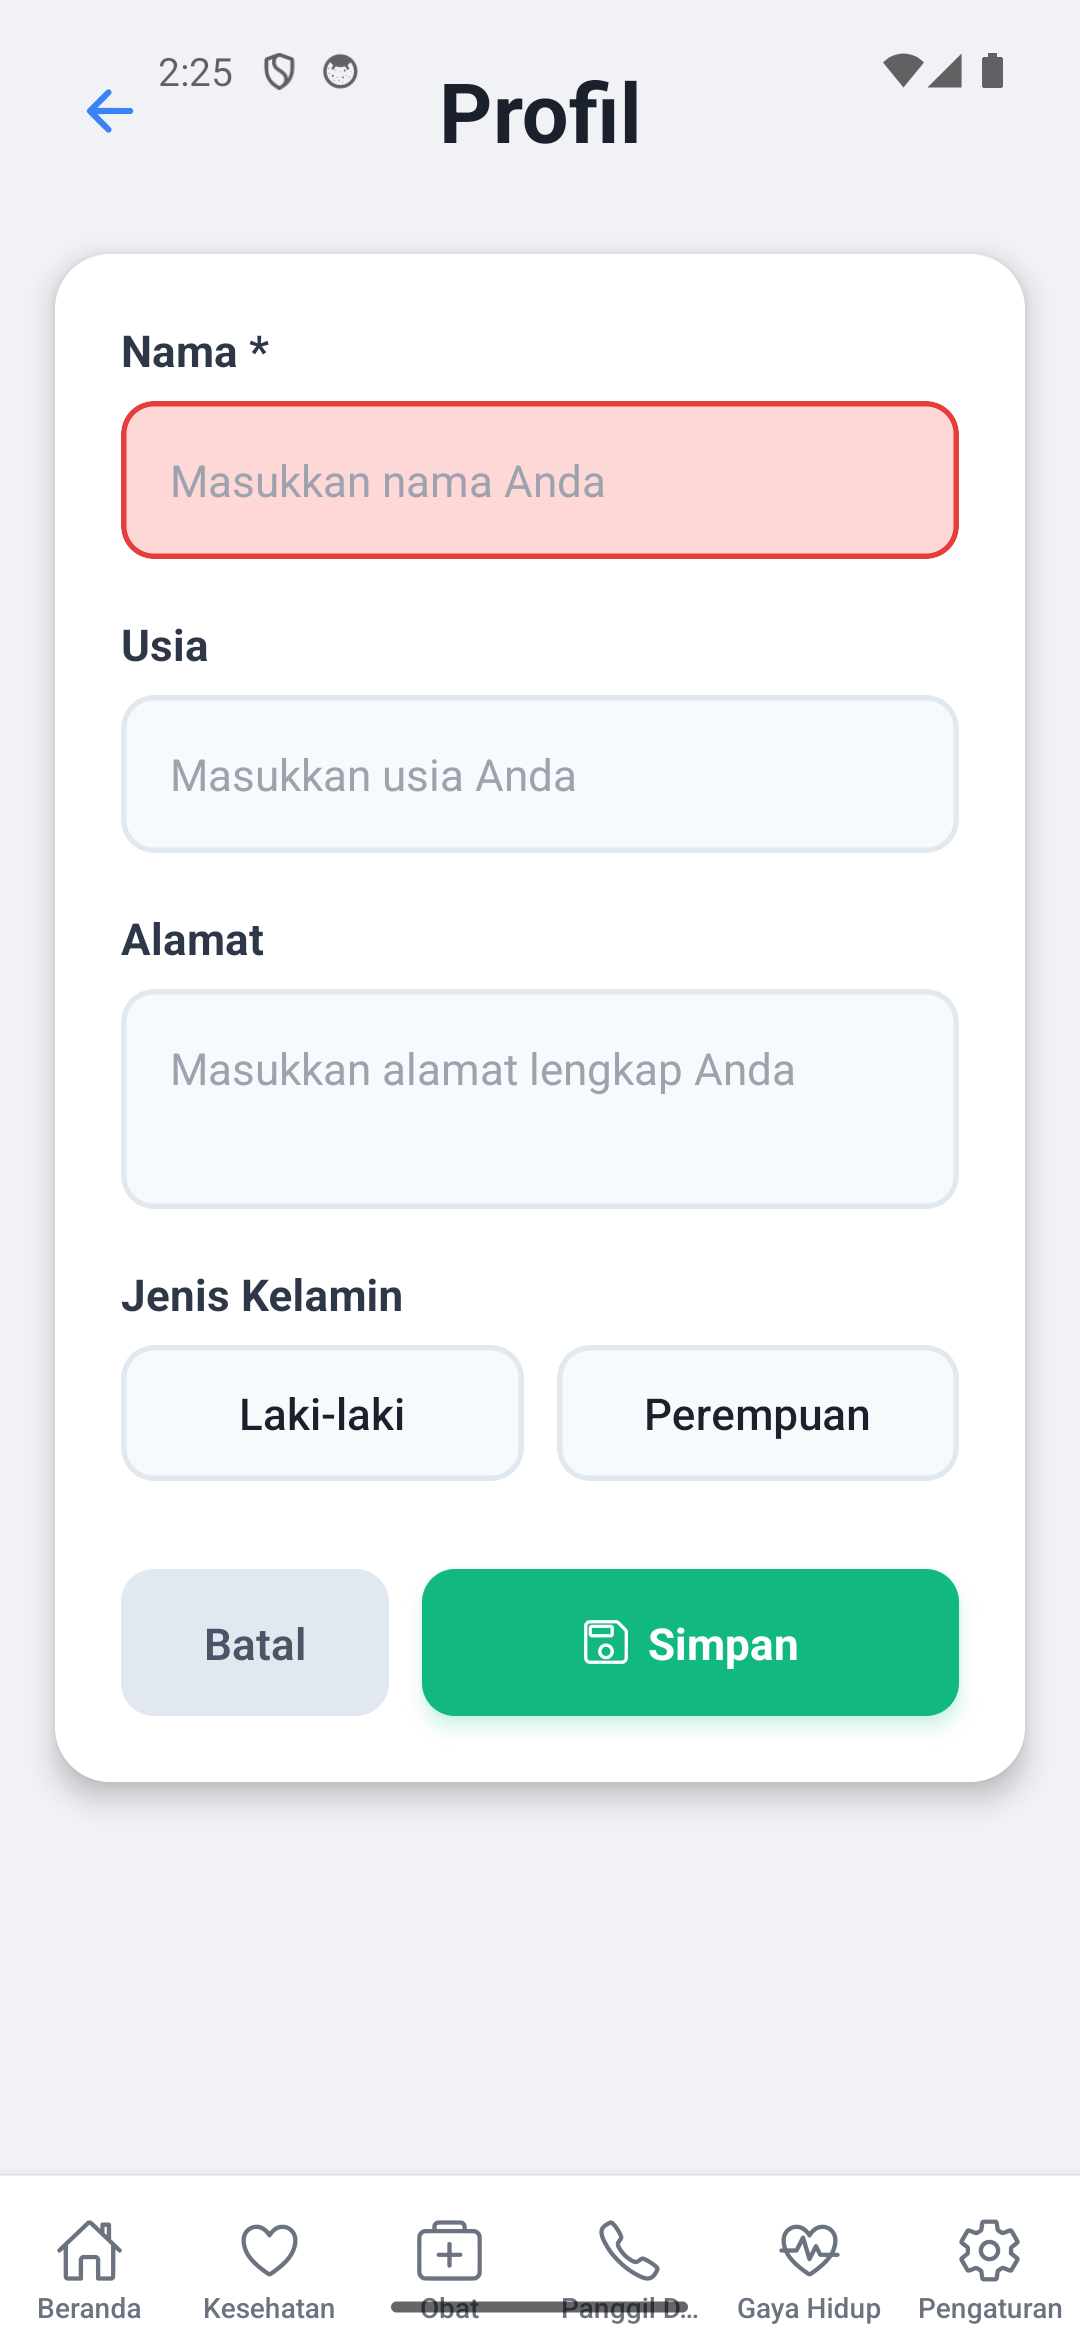 2:25
Profil
Nama *
Masukkan nama Anda
Usia
Masukkan usia Anda
Alamat
Masukkan alamat lengkap Anda
Jenis Kelamin
Laki-laki
Perempuan
Batal
Simpan
Beranda
Kesehatan
Obat
Panggil D...
Gaya Hidup
Pengaturan